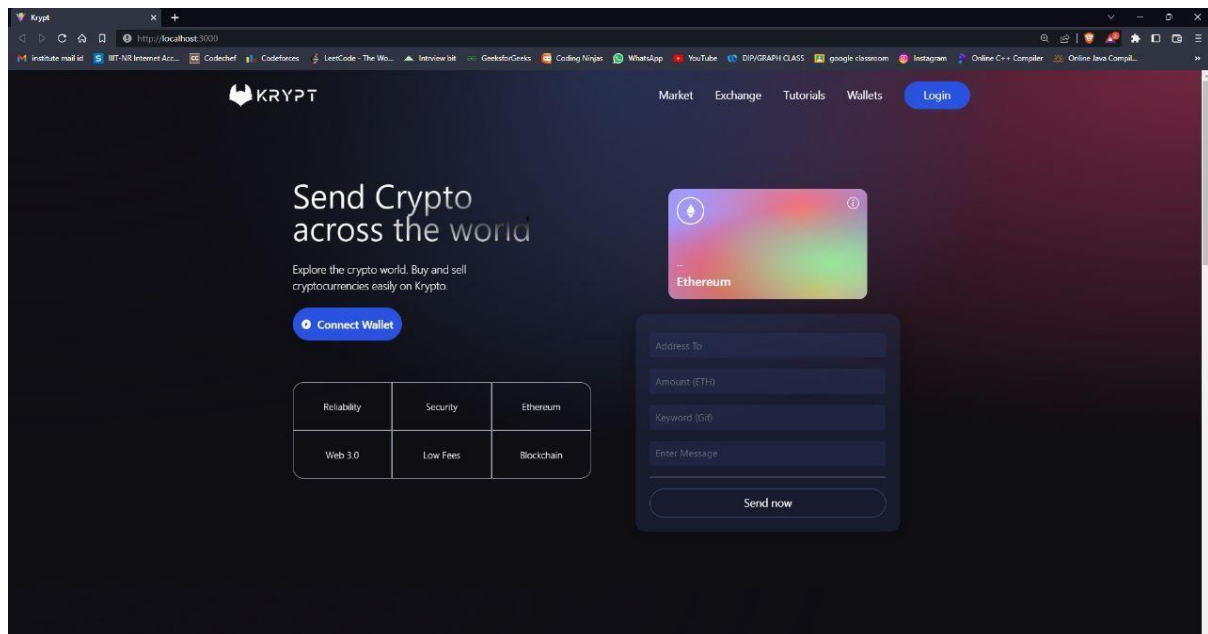 Krypt
http://localhost:3000
institute mail id IIIT-NR Internet Acc... Codechef Codeforces LeetCode - The Wo... Intrview bit GeeksforGeeks Coding Ninjas WhatsApp YouTube DIP/GRAPH CLASS google classroom Instagram Online C++ Compiler Online Java Compil...
KRYPT Market Exchange Tutorials Wallets Login
Send Crypto
across the world
Explore the crypto world. Buy and sell
cryptocurrencies easily on Krypto.
Connect Wallet
Reliability Security Ethereum
Web 3.0 Low Fees Blockchain
...
Ethereum
Address To
Amount (ETH)
Keyword (Gif)
Enter Message
Send now